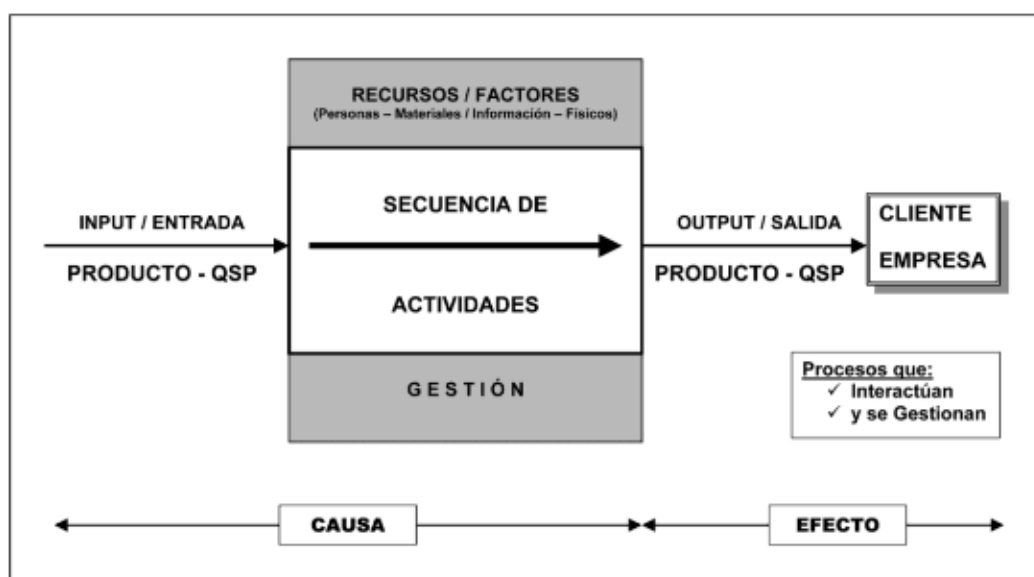 RECURSOS / FACTORES
(Personas – Materiales / Información – Físicos)
SECUENCIA DE
ACTIVIDADES
GESTIÓN
INPUT / ENTRADA
PRODUCTO - QSP
OUTPUT / SALIDA
PRODUCTO - QSP
CLIENTE
EMPRESA
Procesos que:
✓ Interactúan
✓ y se Gestionan
CAUSA
EFECTO